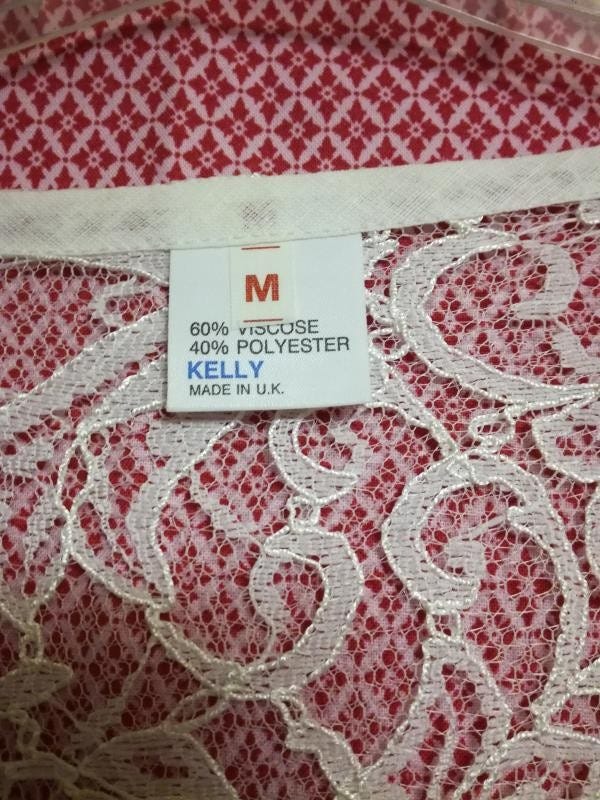 M
60% VISCOSE
40% POLYESTER
KELLY
MADE IN U.K.